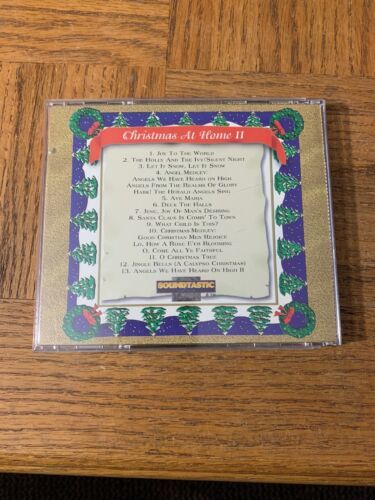 Christmas At Home II
1. Joy To The World
2. The Holly And The Ivy/Silent Night
3. Let It Snow, Let It Snow
4. Angel Medley:
Angels We Have Heard on High
Angels From The Realms Of Glory
Hark! The Herald Angels Sing
5. Ave Maria
6. Deck The Halls
7. Jesu, Joy Of Man's Desiring
8. Santa Claus Is Comin' To Town
9. What Child Is This?
10. Christmas Medley:
Good Christian Men Rejoice
Lo, How A Rose E'er Blooming
O, Come All Ye Faithful
11. O Christmas Tree
12. Jingle Bells (A Calypso Christmas)
13. Angels We Have Heard On High II
SOUNDTASTIC